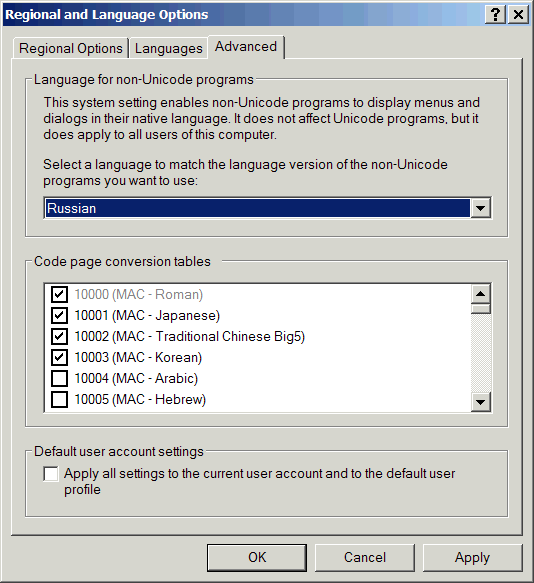 Regional and Language Options
Regional Options
Languages
Advanced
Language for non-Unicode programs
This system setting enables non-Unicode programs to display menus and
dialogs in their native language. It does not affect Unicode programs, but it
does apply to all users of this computer.
Select a language to match the language version of the non-Unicode
programs you want to use:
Russian
Code page conversion tables
10000 (MAC - Roman)
10001 (MAC - Japanese)
10002 (MAC - Traditional Chinese Big5)
10003 (MAC - Korean)
10004 (MAC - Arabic)
10005 (MAC - Hebrew)
Default user account settings
Apply all settings to the current user account and to the default user
profile
OK
Cancel
Apply